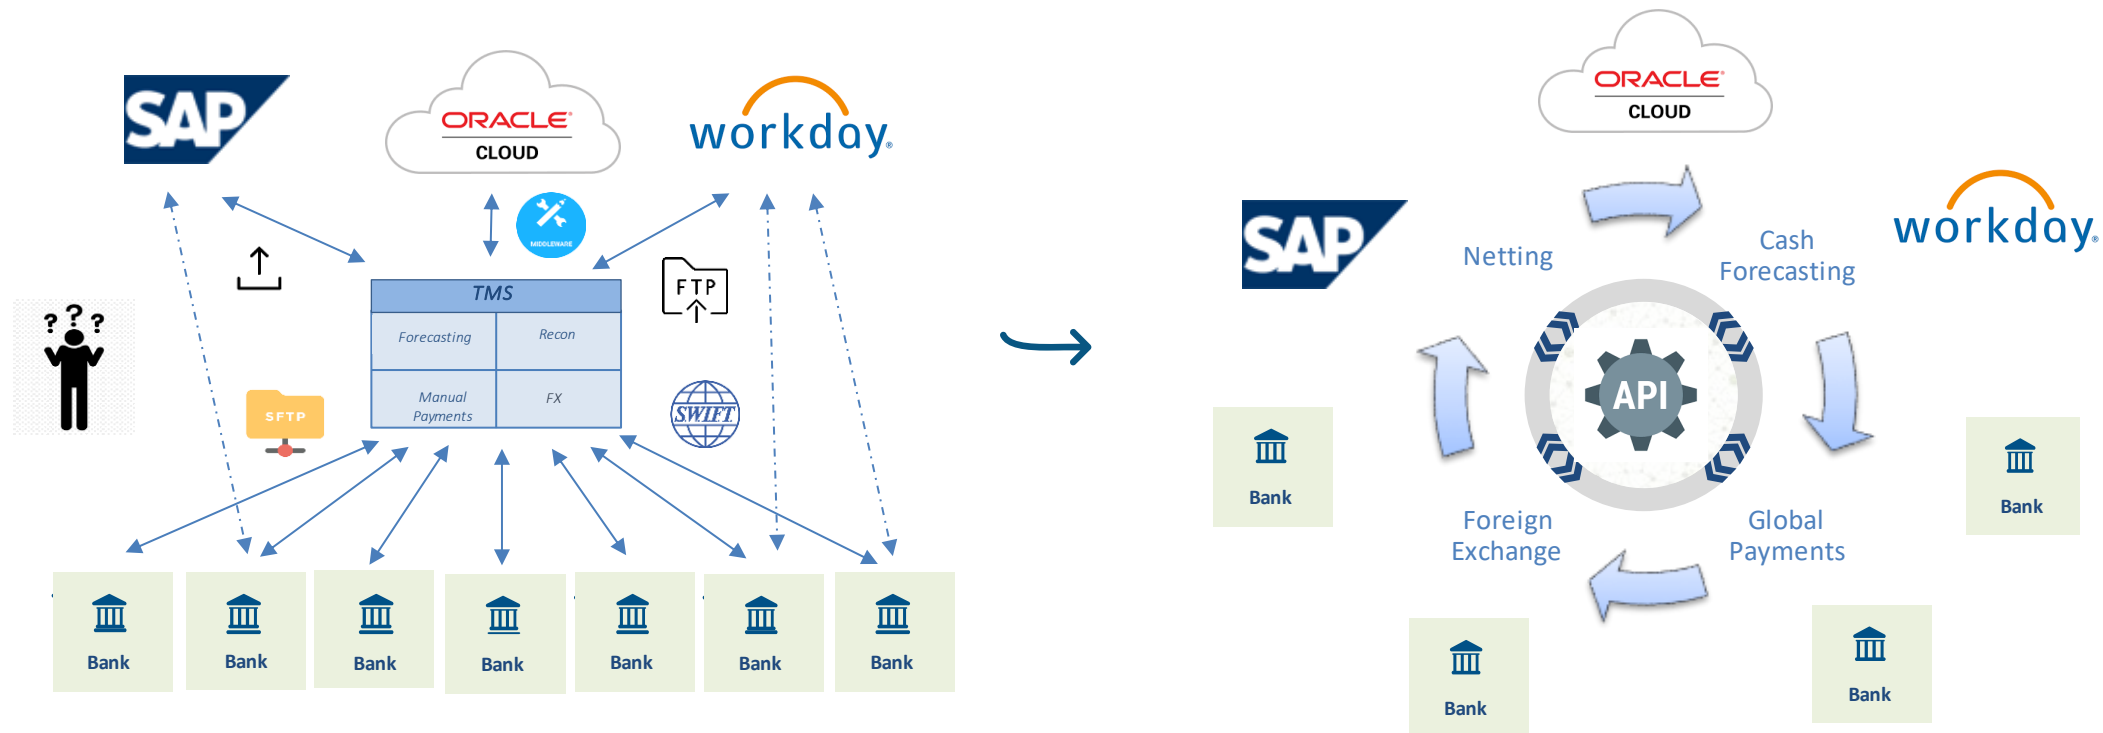 SAP
ORACLE®
CLOUD
workday®
MIDDLEWARE
? ? ?
TMS
Forecasting
Recon
Manual
Payments
FX
FTP
SFTP
SWIFT
Bank
Bank
Bank
Bank
Bank
Bank
Bank
ORACLE®
CLOUD
SAP
workday®
Netting
Cash
Forecasting
API
Foreign
Exchange
Global
Payments
Bank
Bank
Bank
Bank